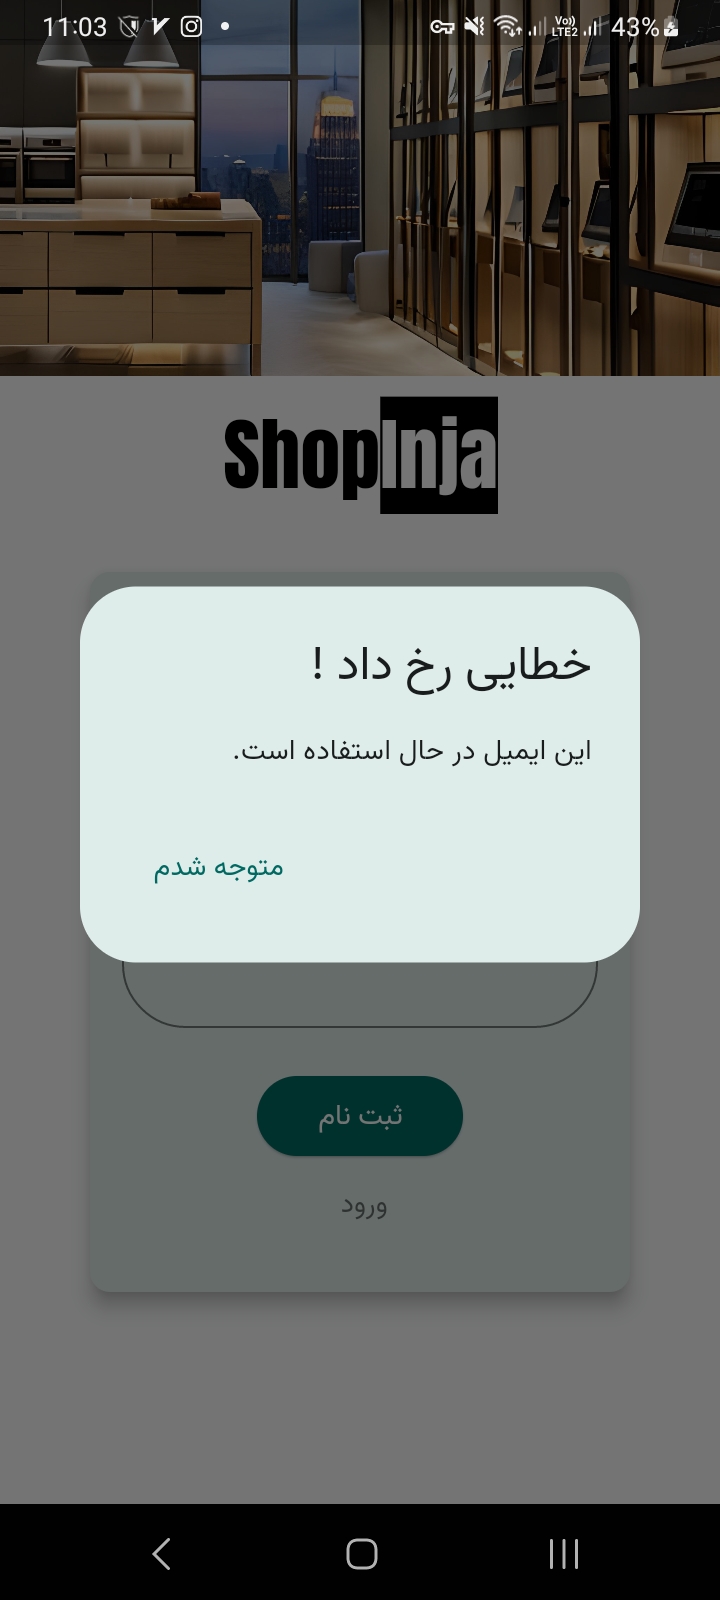 11:03 Vo)) LTE2 43%
ShopInja
خطایی رخ داد !
این ایمیل در حال استفاده است.
متوجه شدم
ثبت نام
ورود